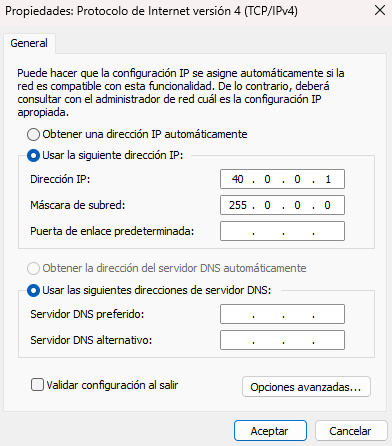 Propiedades: Protocolo de Internet versión 4 (TCP/IPv4)
General
Puede hacer que la configuración IP se asigne automáticamente si la
red es compatible con esta funcionalidad. De lo contrario, deberá
consultar con el administrador de red cuál es la configuración IP
apropiada.
Obtener una dirección IP automáticamente
Usar la siguiente dirección IP:
Dirección IP: 40 . 0 . 0 . 1
Máscara de subred: 255 . 0 . 0 . 0
Puerta de enlace predeterminada: . . .
Obtener la dirección del servidor DNS automáticamente
Usar las siguientes direcciones de servidor DNS:
Servidor DNS preferido: . . .
Servidor DNS alternativo: . . .
Validar configuración al salir
Opciones avanzadas...
Aceptar Cancelar